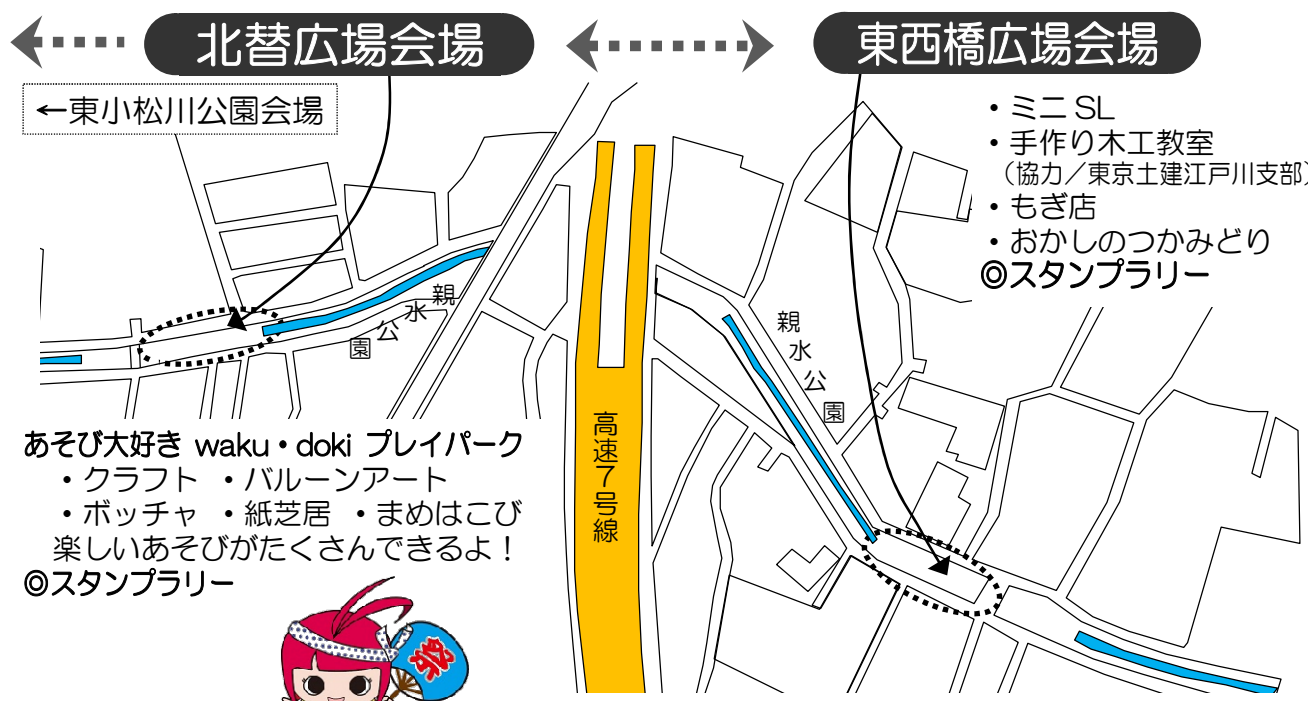 北替広場会場
東西橋広場会場
←東小松川公園会場
・ミニSL
・手作り木工教室
（協力／東京土建江戸川支部）
・もぎ店
・おかしのつかみどり
◎スタンプラリー
親水公園
親水公園
高速7号線
あそび大好き waku・doki プレイパーク
・クラフト ・バルーンアート
・ボッチャ ・紙芝居 ・まめはこび
楽しいあそびがたくさんできるよ！
◎スタンプラリー
祭